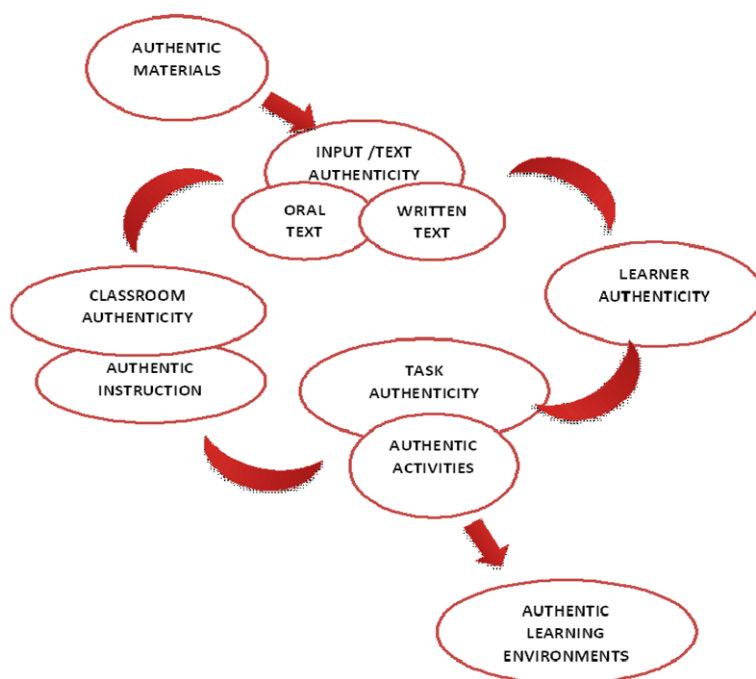 AUTHENTIC
MATERIALS
INPUT /TEXT
AUTHENTICITY
ORAL
TEXT
WRITTEN
TEXT
LEARNER
AUTHENTICITY
CLASSROOM
AUTHENTICITY
AUTHENTIC
INSTRUCTION
TASK
AUTHENTICITY
AUTHENTIC
ACTIVITIES
AUTHENTIC
LEARNING
ENVIRONMENTS